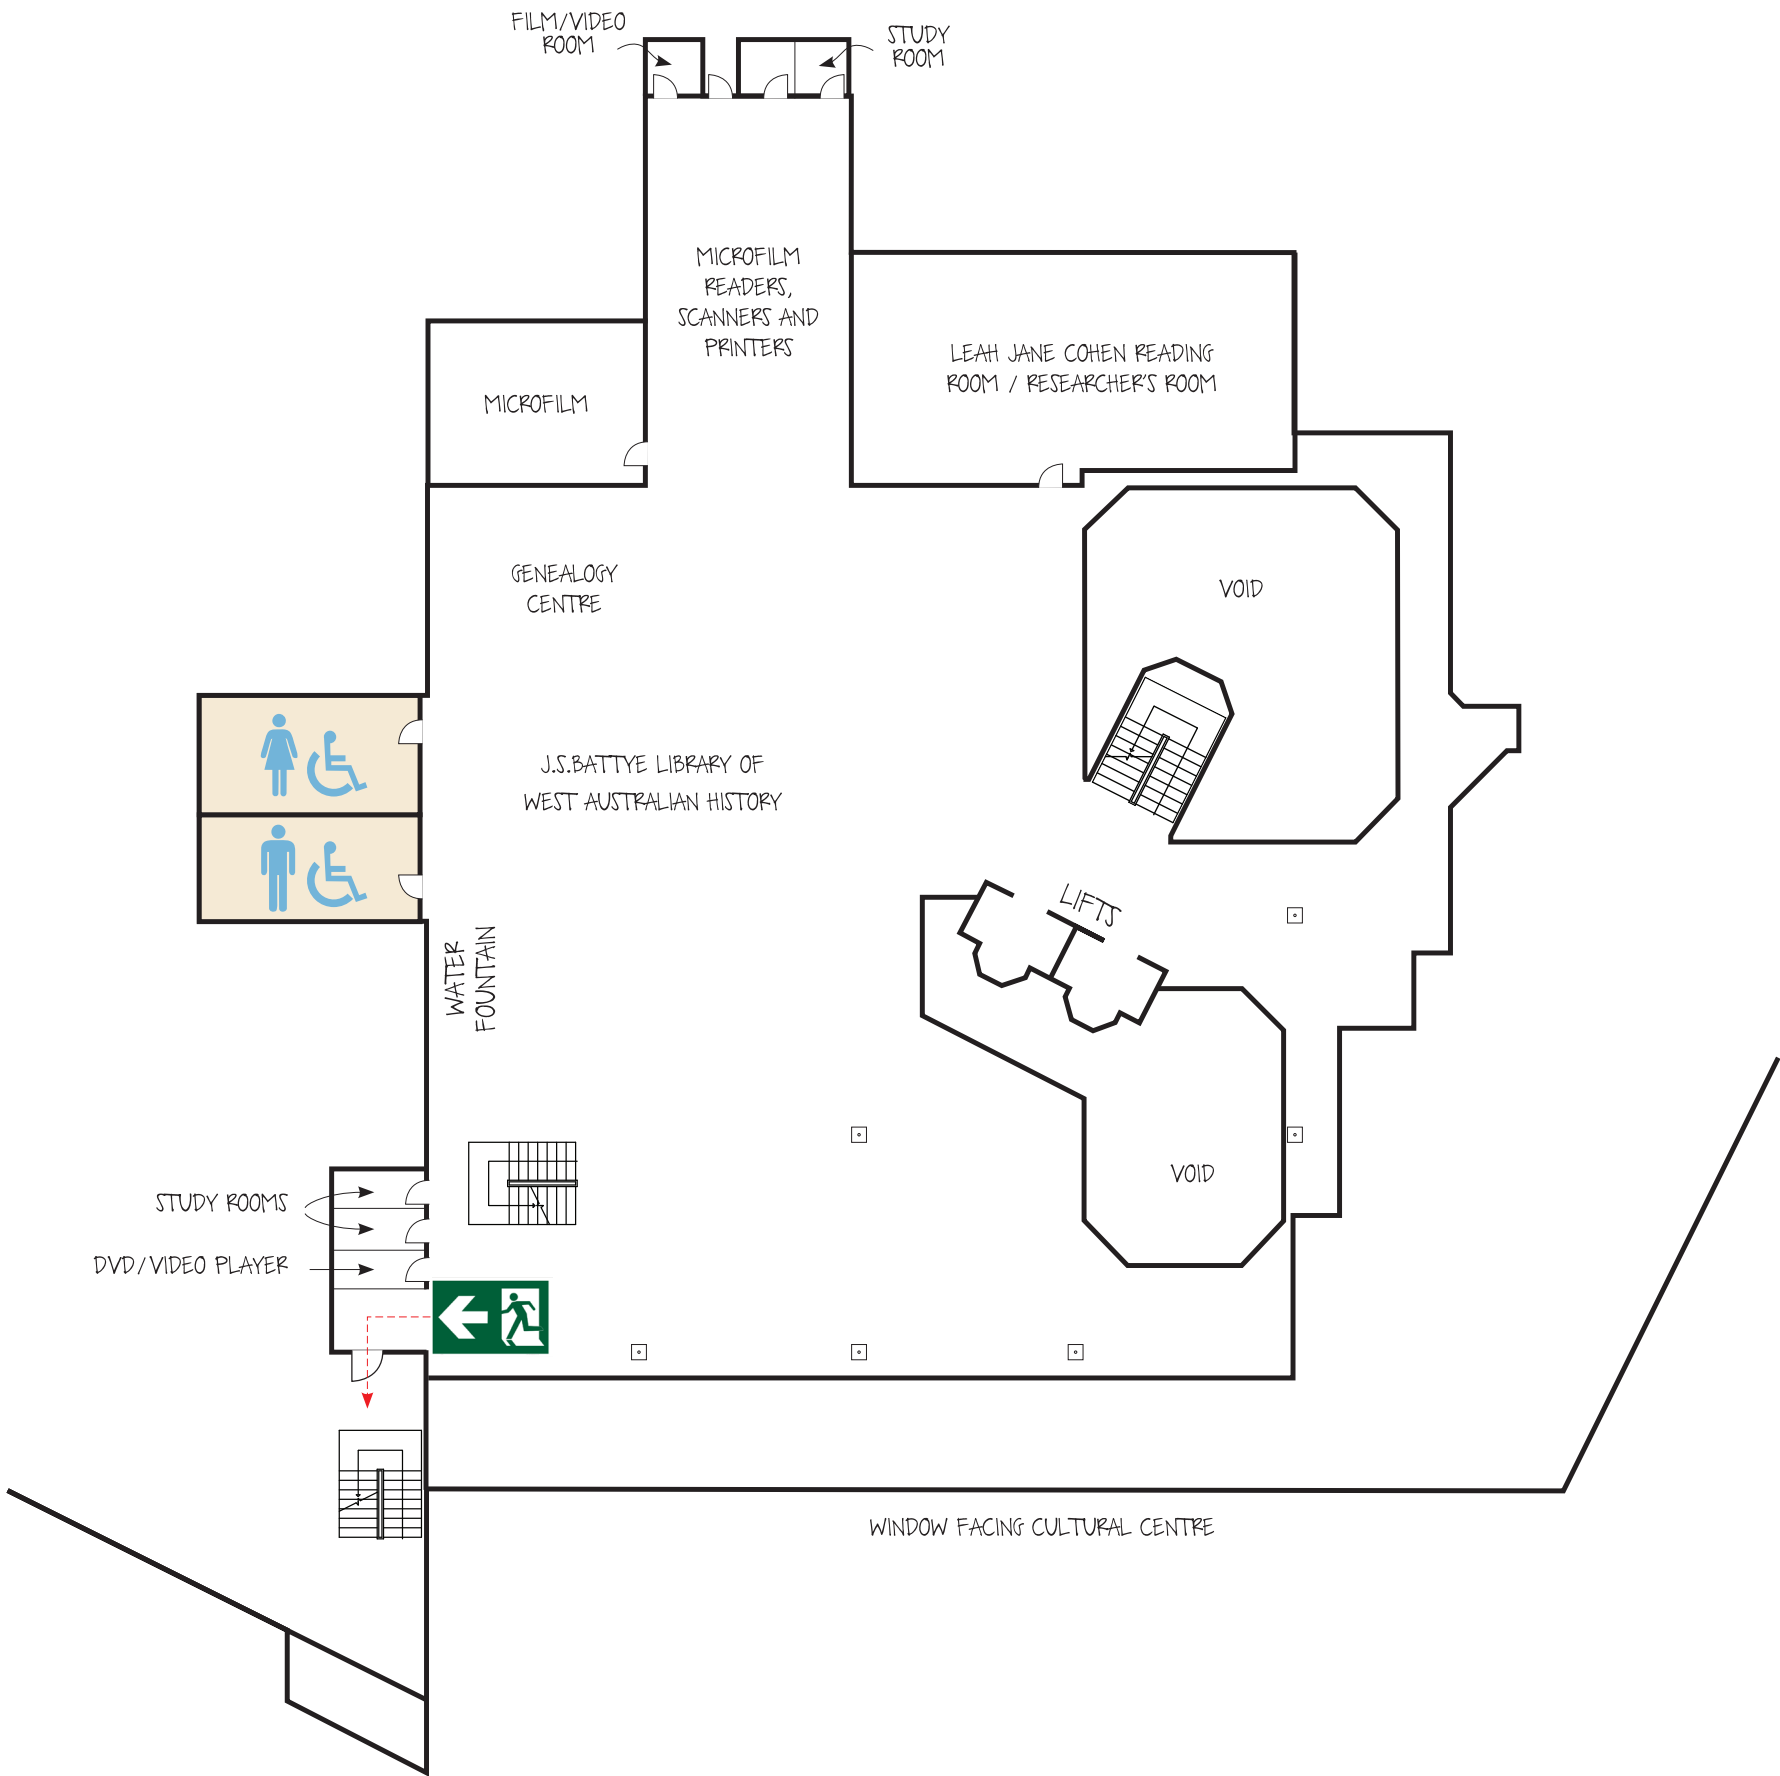 FILM/VIDEO
ROOM
STUDY
ROOM
MICROFILM
READERS,
SCANNERS AND
PRINTERS
LEAH JANE COHEN READING
ROOM / RESEARCHER'S ROOM
MICROFILM
GENEALOGY
CENTRE
VOID
J.S.BATTYE LIBRARY OF
WEST AUSTRALIAN HISTORY
LIFTS
WATER
FOUNTAIN
VOID
STUDY ROOMS
DVD/VIDEO PLAYER
WINDOW FACING CULTURAL CENTRE